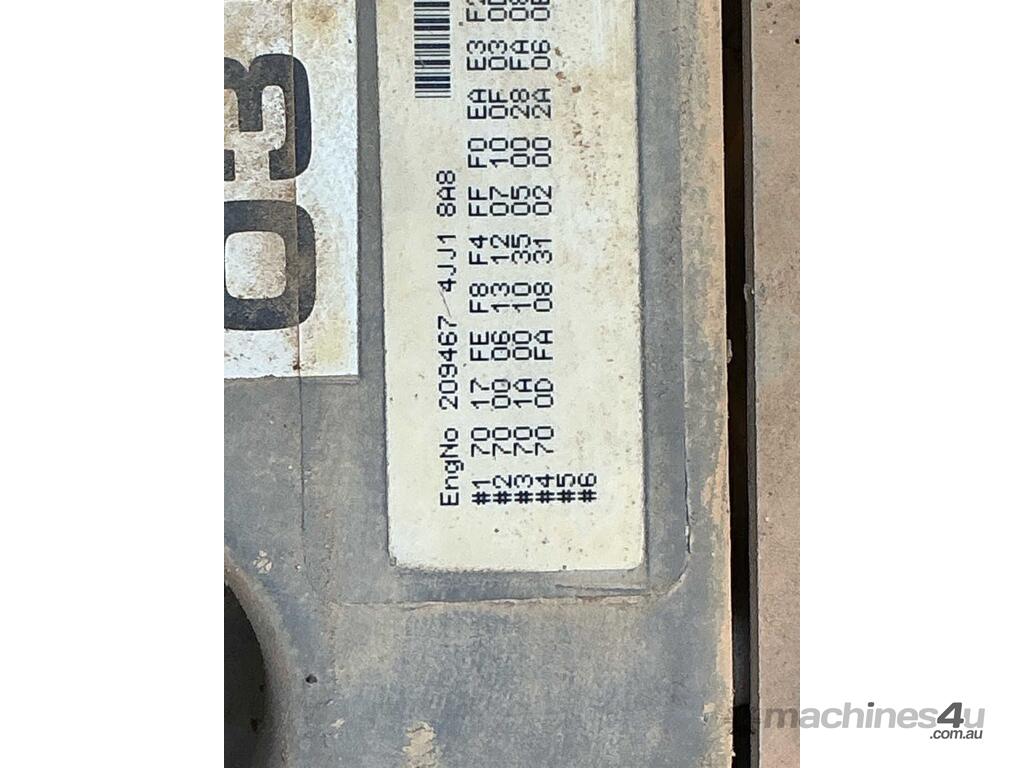 03
EngNo 209467/4JJ1 8A8
#1 70 17 FE F8 F4 FF F0 EA E3
#2 70 00 06 13 12 07 10 0F 03
#3 70 1A 00 10 35 05 00 28 FA
#4 70 0D FA 08 31 02 00 2A 06
#5
#6
machines4u
.com.au